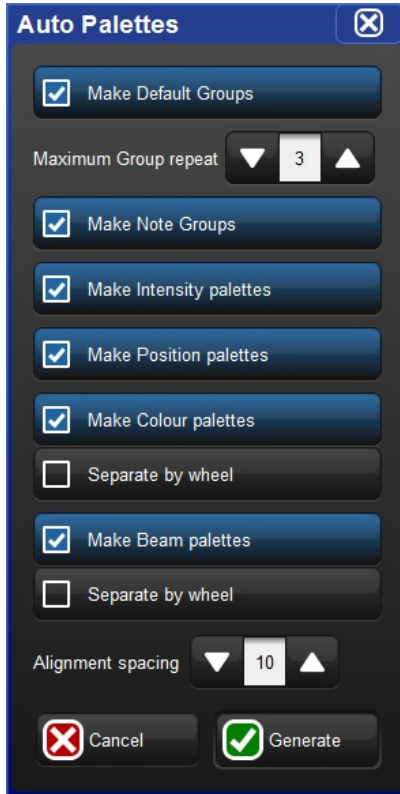 Auto Palettes
Make Default Groups
Maximum Group repeat 3
Make Note Groups
Make Intensity palettes
Make Position palettes
Make Colour palettes
Separate by wheel
Make Beam palettes
Separate by wheel
Alignment spacing 10
Cancel Generate